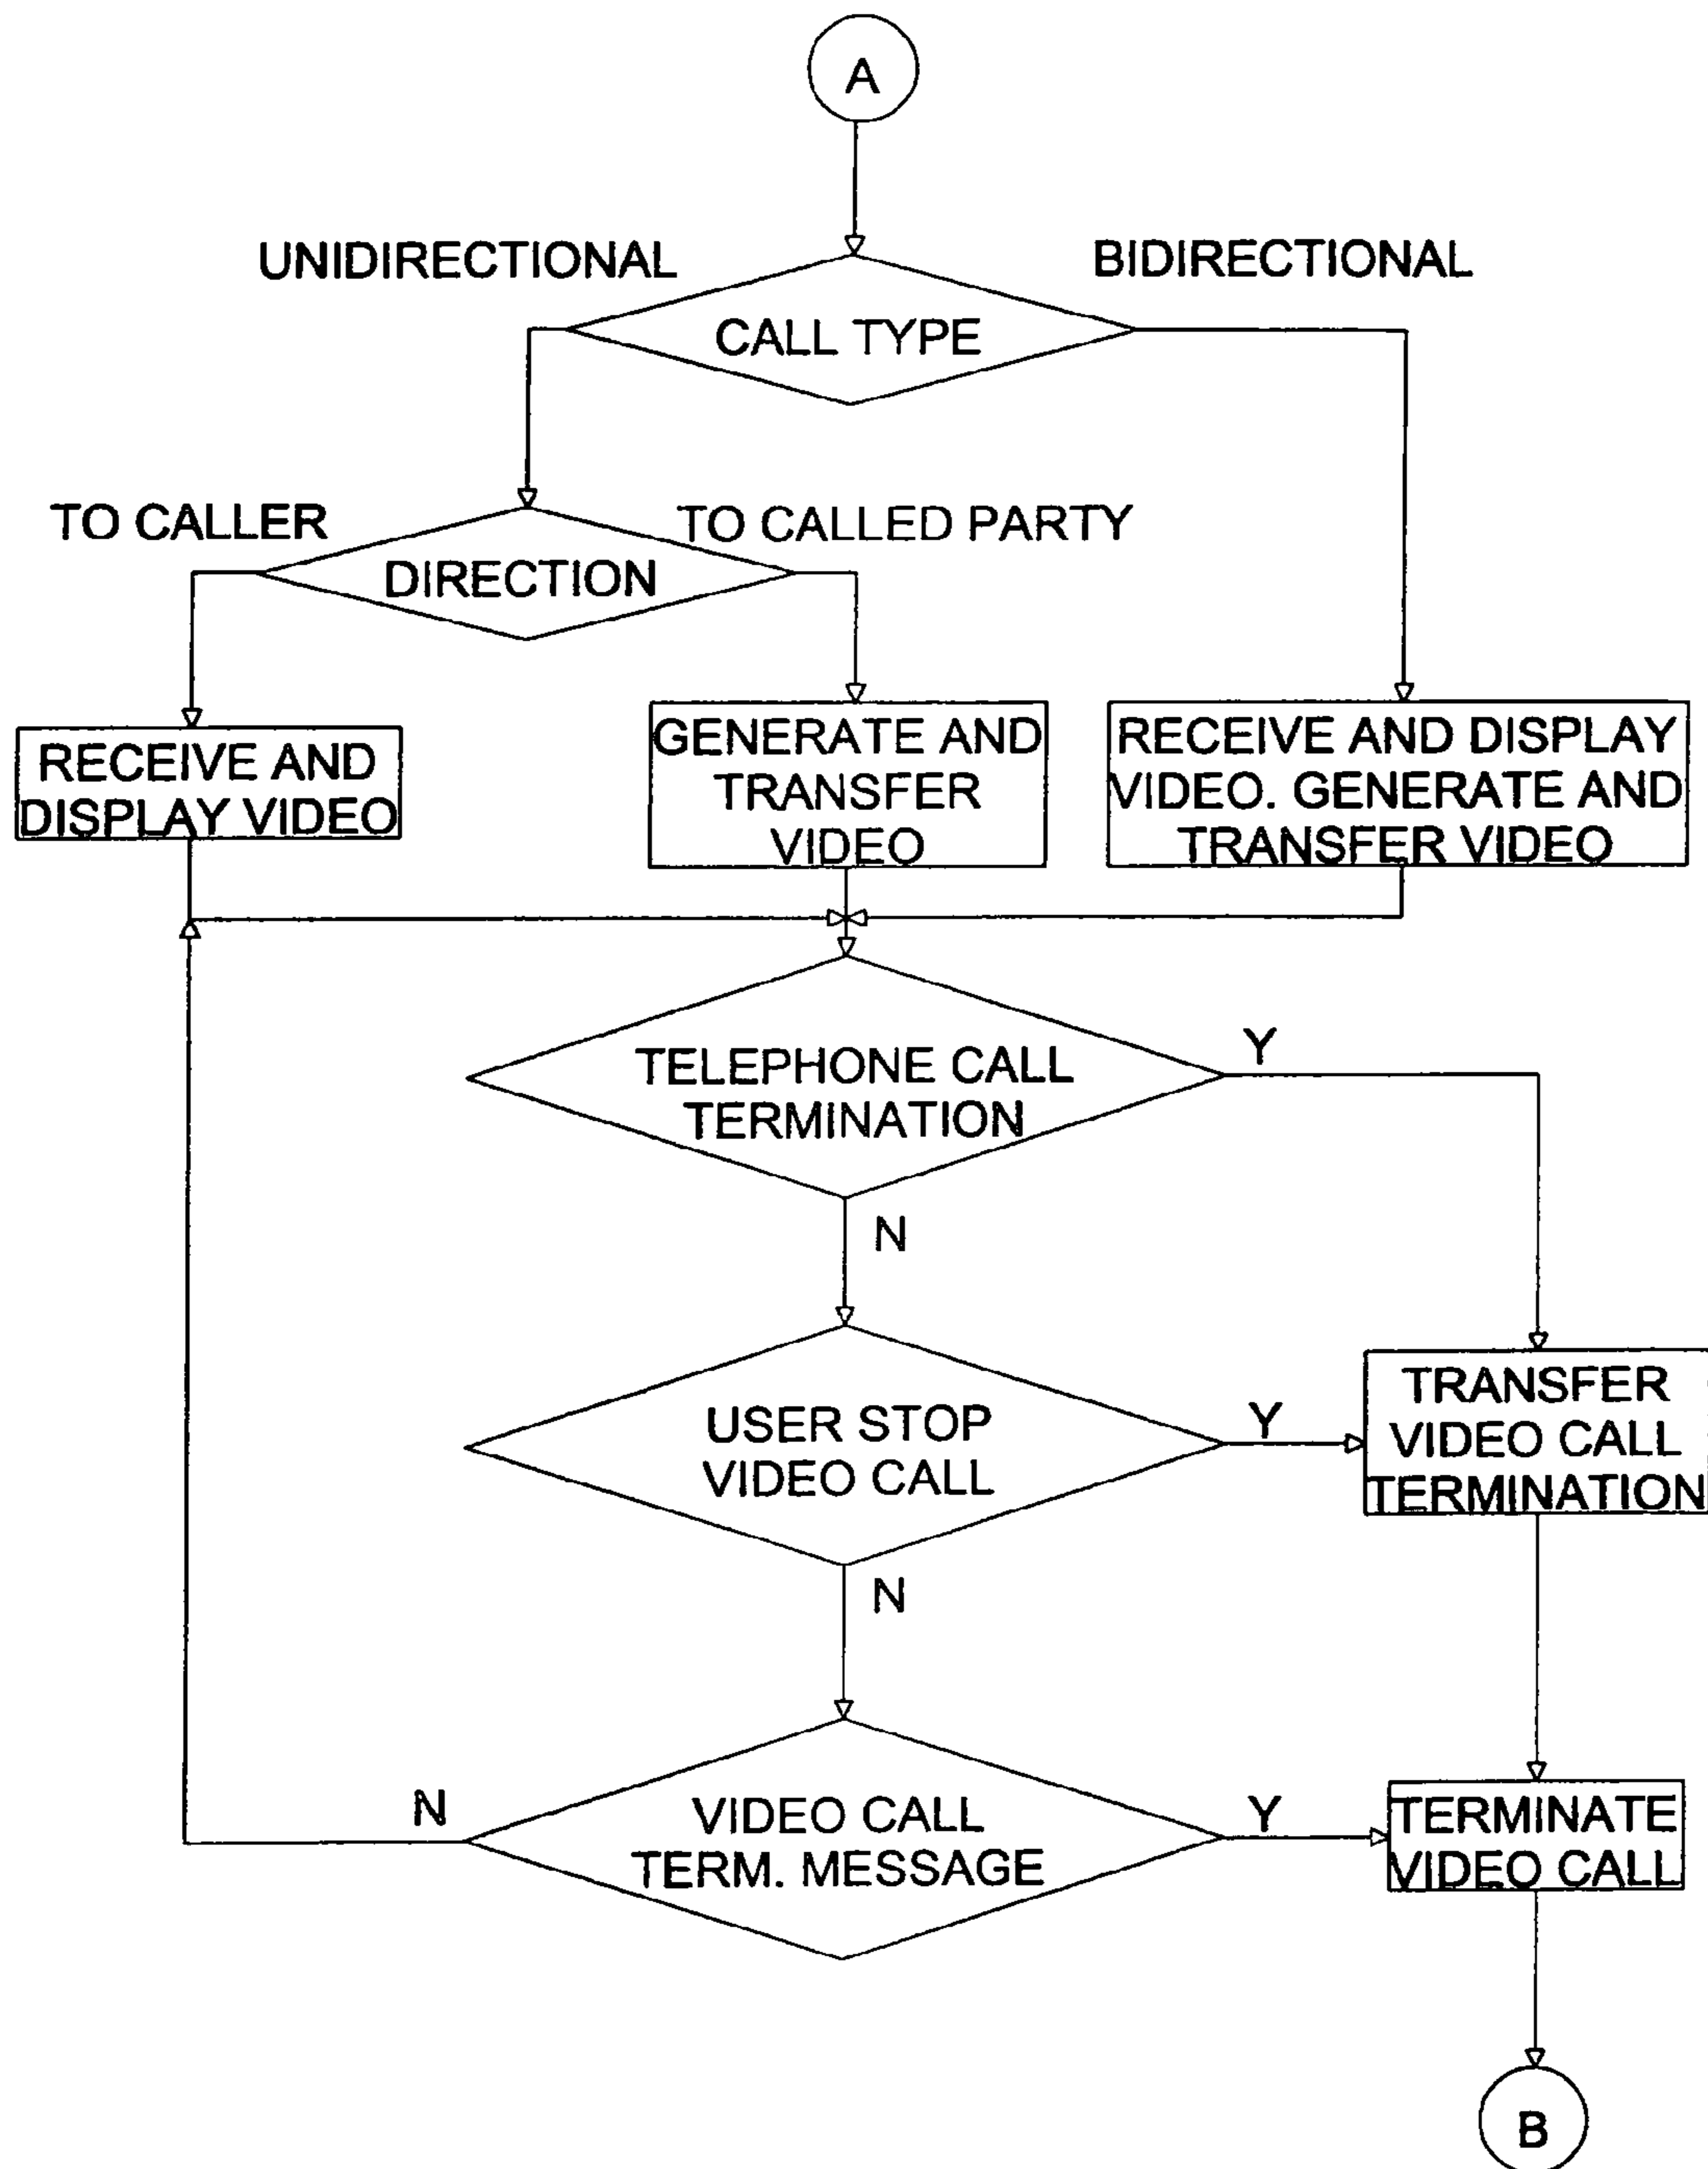 A
UNIDIRECTIONAL
BIDIRECTIONAL
CALL TYPE
TO CALLER
TO CALLED PARTY
DIRECTION
RECEIVE AND
DISPLAY VIDEO
GENERATE AND
TRANSFER
VIDEO
RECEIVE AND DISPLAY
VIDEO. GENERATE AND
TRANSFER VIDEO
TELEPHONE CALL
TERMINATION
Y
N
USER STOP
VIDEO CALL
Y
TRANSFER
VIDEO CALL
TERMINATION
N
N
VIDEO CALL
TERM. MESSAGE
Y
TERMINATE
VIDEO CALL
B